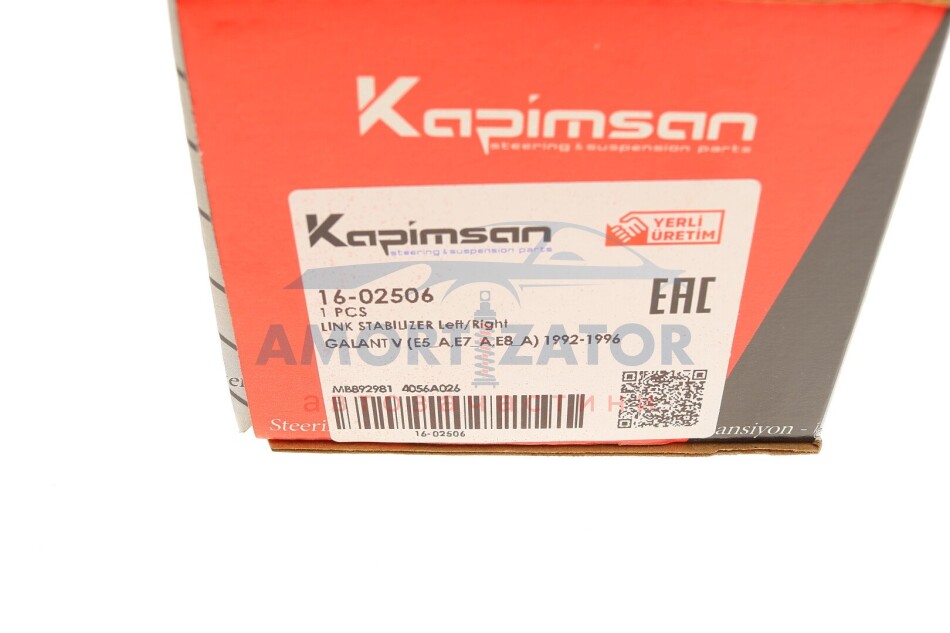 Kapimsan
steering & suspension parts
Kapimsan
steering & suspension parts
YERLİ
ÜRETİM
16-02506
1 PCS
EAC
LINK STABILIZER Left/Right
GALANT V (E5_A,E7_A,E8_A) 1992-1996
AMORTIZATOR
MB892981 4056A026
автозапчастини
16-02506
Steeri
ansiyon -